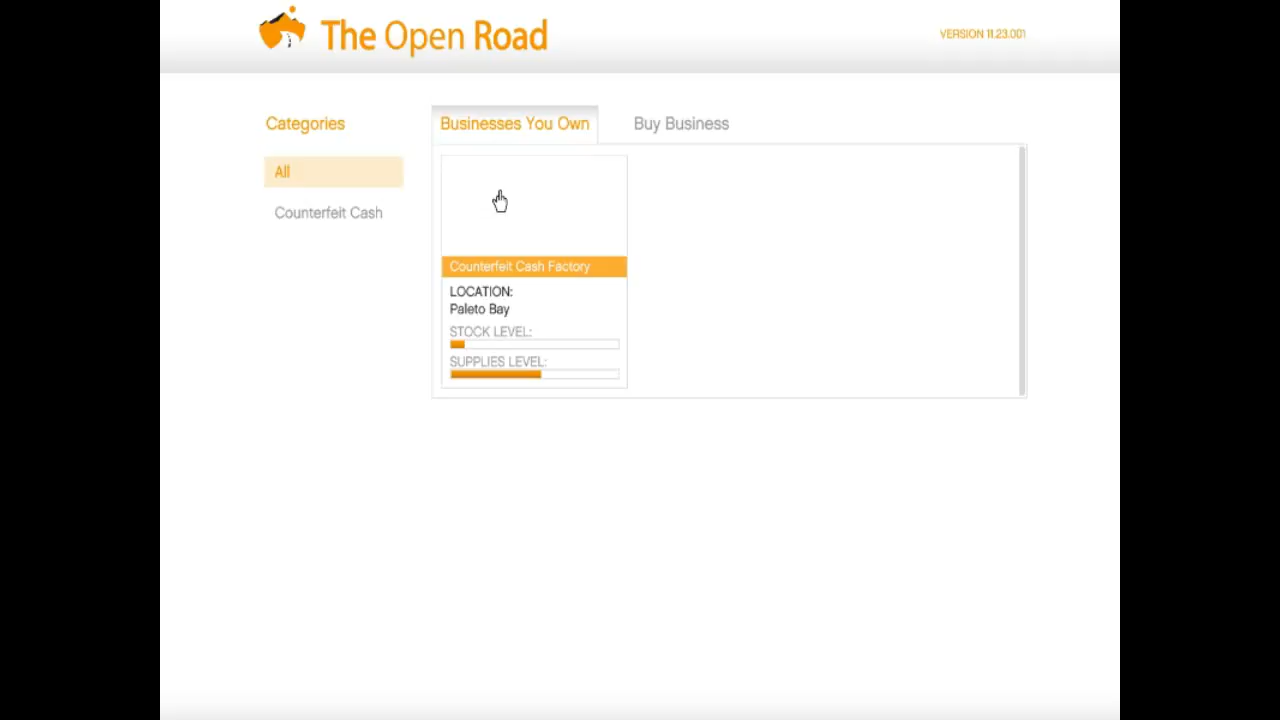 The Open Road
VERSION 11.23.001
Categories
Businesses You Own
Buy Business
All
Counterfeit Cash
Counterfeit Cash Factory
LOCATION:
Paleto Bay
STOCK LEVEL:
SUPPLIES LEVEL: